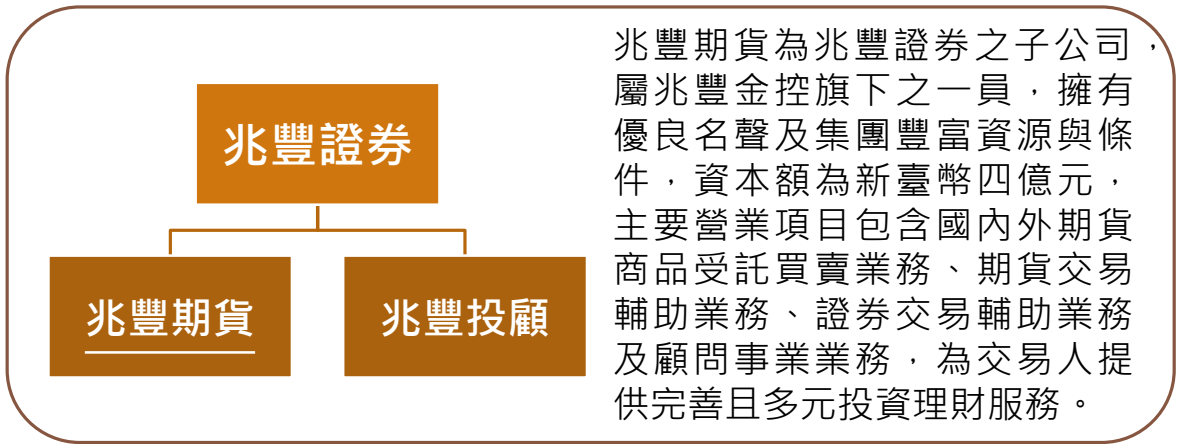 兆豐證券
兆豐期貨
兆豐投顧
兆豐期貨為兆豐證券之子公司，
屬兆豐金控旗下之一員，擁有
優良名聲及集團豐富資源與條
件，資本額為新臺幣四億元，
主要營業項目包含國內外期貨
商品受託買賣業務、期貨交易
輔助業務、證券交易輔助業務
及顧問事業業務，為交易人提
供完善且多元投資理財服務。